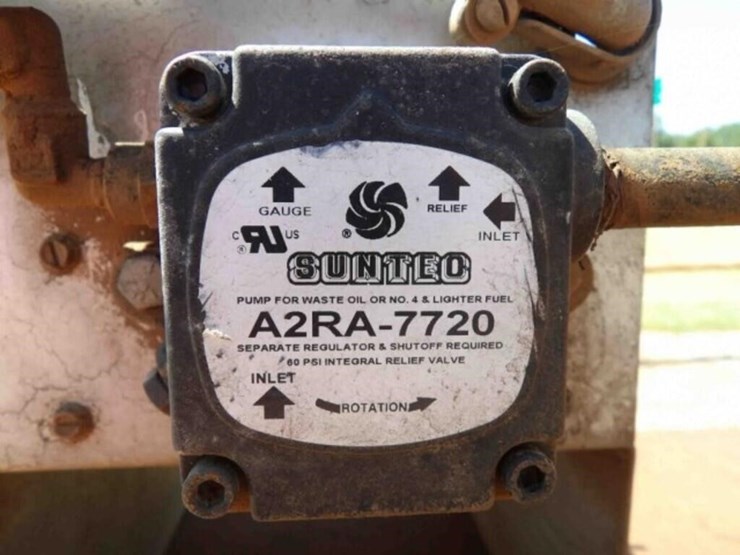 GAUGE
RELIEF
INLET
C RU US
®
®
SUNTEC
PUMP FOR WASTE OIL OR NO. 4 & LIGHTER FUEL
A2RA-7720
SEPARATE REGULATOR & SHUTOFF REQUIRED
60 PSI INTEGRAL RELIEF VALVE
INLET
ROTATION